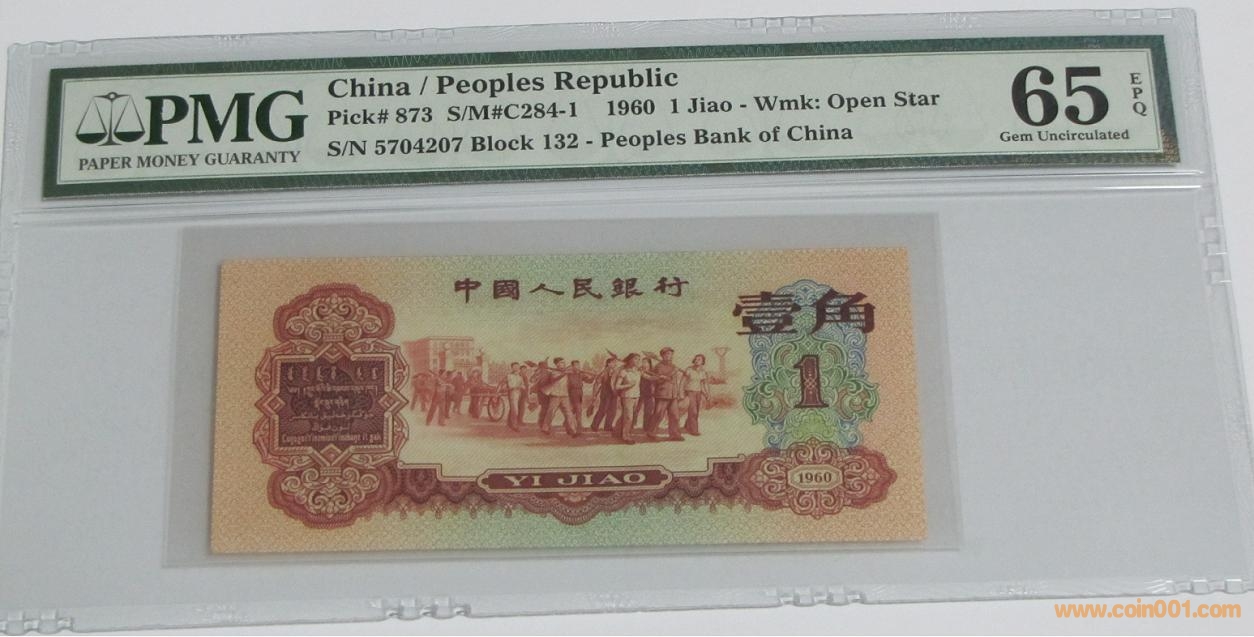 PMG
PAPER MONEY GUARANTY
China / Peoples Republic
Pick# 873 S/M#C284-1 1960 1 Jiao - Wmk: Open Star
S/N 5704207 Block 132 - Peoples Bank of China
65
EPQ
Gem Uncirculated
中國人民銀行
壹角
1
YI JIAO
1960
www.coin001.com